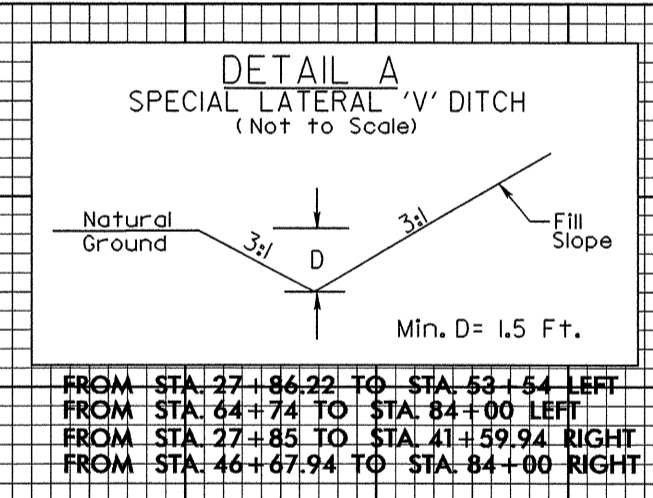 DETAIL A
SPECIAL LATERAL 'V' DITCH
(Not to Scale)
Natural
Ground
3:1
D
3:1
Fill
Slope
Min. D= 1.5 Ft.
FROM STA. 27+86.22 TO STA. 53+54 LEFT
FROM STA. 64+74 TO STA. 84+00 LEFT
FROM STA. 27+85 TO STA. 41+59.94 RIGHT
FROM STA. 46+67.94 TO STA. 84+00 RIGHT